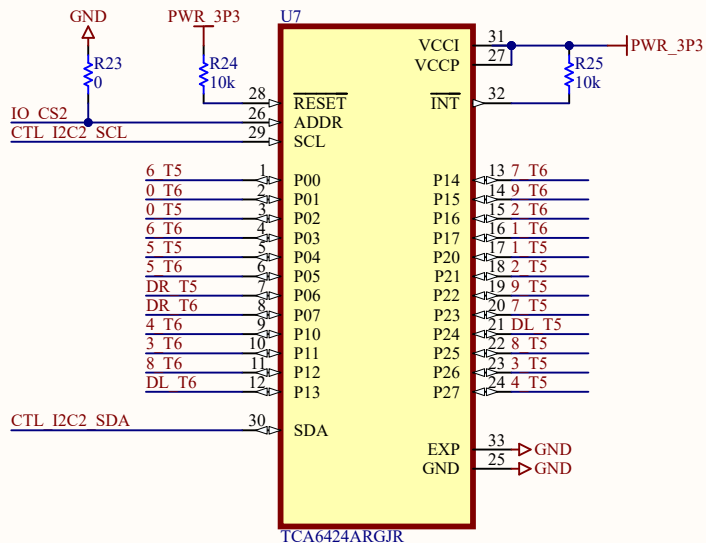 GND
PWR_3P3
U7
R23
0
R24
10k
VCCI 31 PWR_3P3
VCCP 27
R25
10k
28 RESET
INT 32
IO_CS2 26 ADDR
CTL_I2C2_SCL 29 SCL
6_T5 1 P00
P14 13 7_T6
0_T6 2 P01
P15 14 9_T6
0_T5 3 P02
P16 15 2_T6
6_T6 4 P03
P17 16 1_T6
5_T5 5 P04
P20 17 1_T5
5_T6 6 P05
P21 18 2_T5
DR_T5 7 P06
P22 19 9_T5
DR_T6 8 P07
P23 20 7_T5
4_T6 9 P10
P24 21 DL_T5
3_T6 10 P11
P25 22 8_T5
8_T6 11 P12
P26 23 3_T5
DL_T6 12 P13
P27 24 4_T5
CTL_I2C2_SDA 30 SDA
EXP 33 GND
GND 25 GND
TCA6424ARGJR